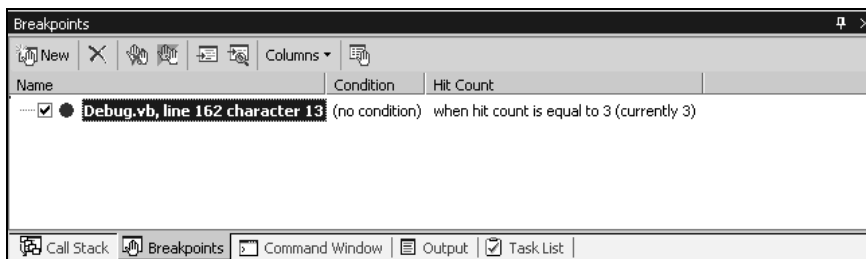 Breakpoints
New Columns
Name Condition Hit Count
Debug.vb, line 162 character 13 (no condition) when hit count is equal to 3 (currently 3)
Call Stack Breakpoints Command Window Output Task List